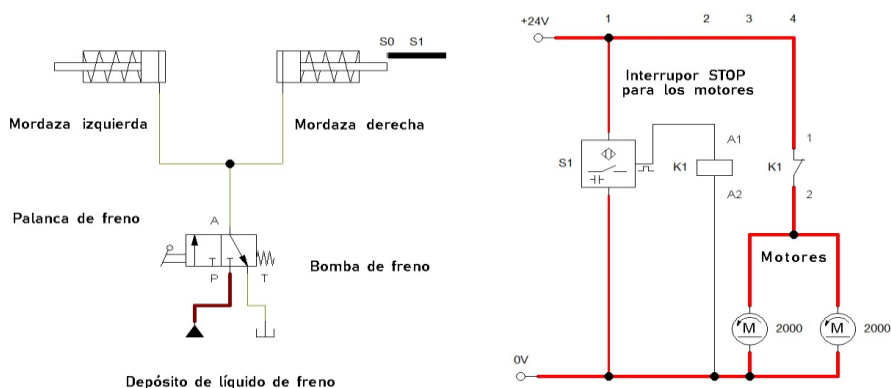 S0 S1
Mordaza izquierda
Mordaza derecha
Palanca de freno
A
Bomba de freno
P
T
Depósito de líquido de freno
1 2 3 4
+24V
Interrupor STOP
para los motores
S1
A1
K1
A2
1
K1
2
Motores
M 2000
M 2000
0V